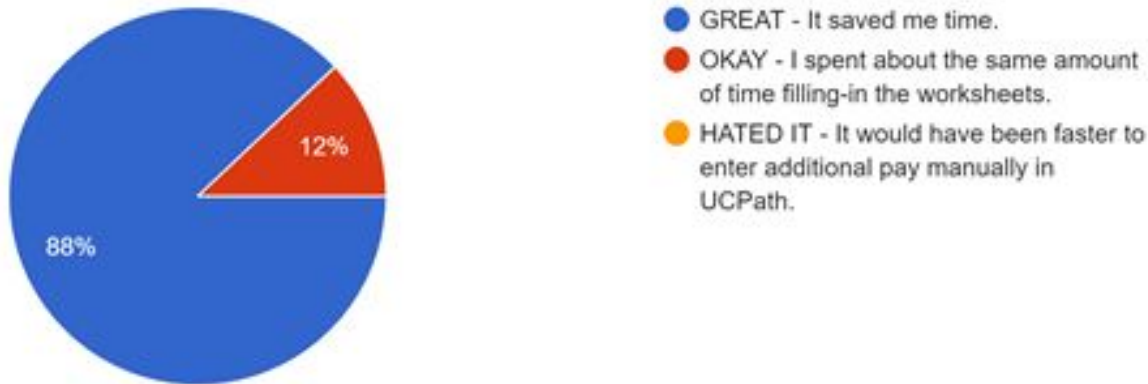 GREAT - It saved me time.
OKAY - I spent about the same amount
of time filling-in the worksheets.
HATED IT - It would have been faster to
enter additional pay manually in
UCPath.
12%
88%